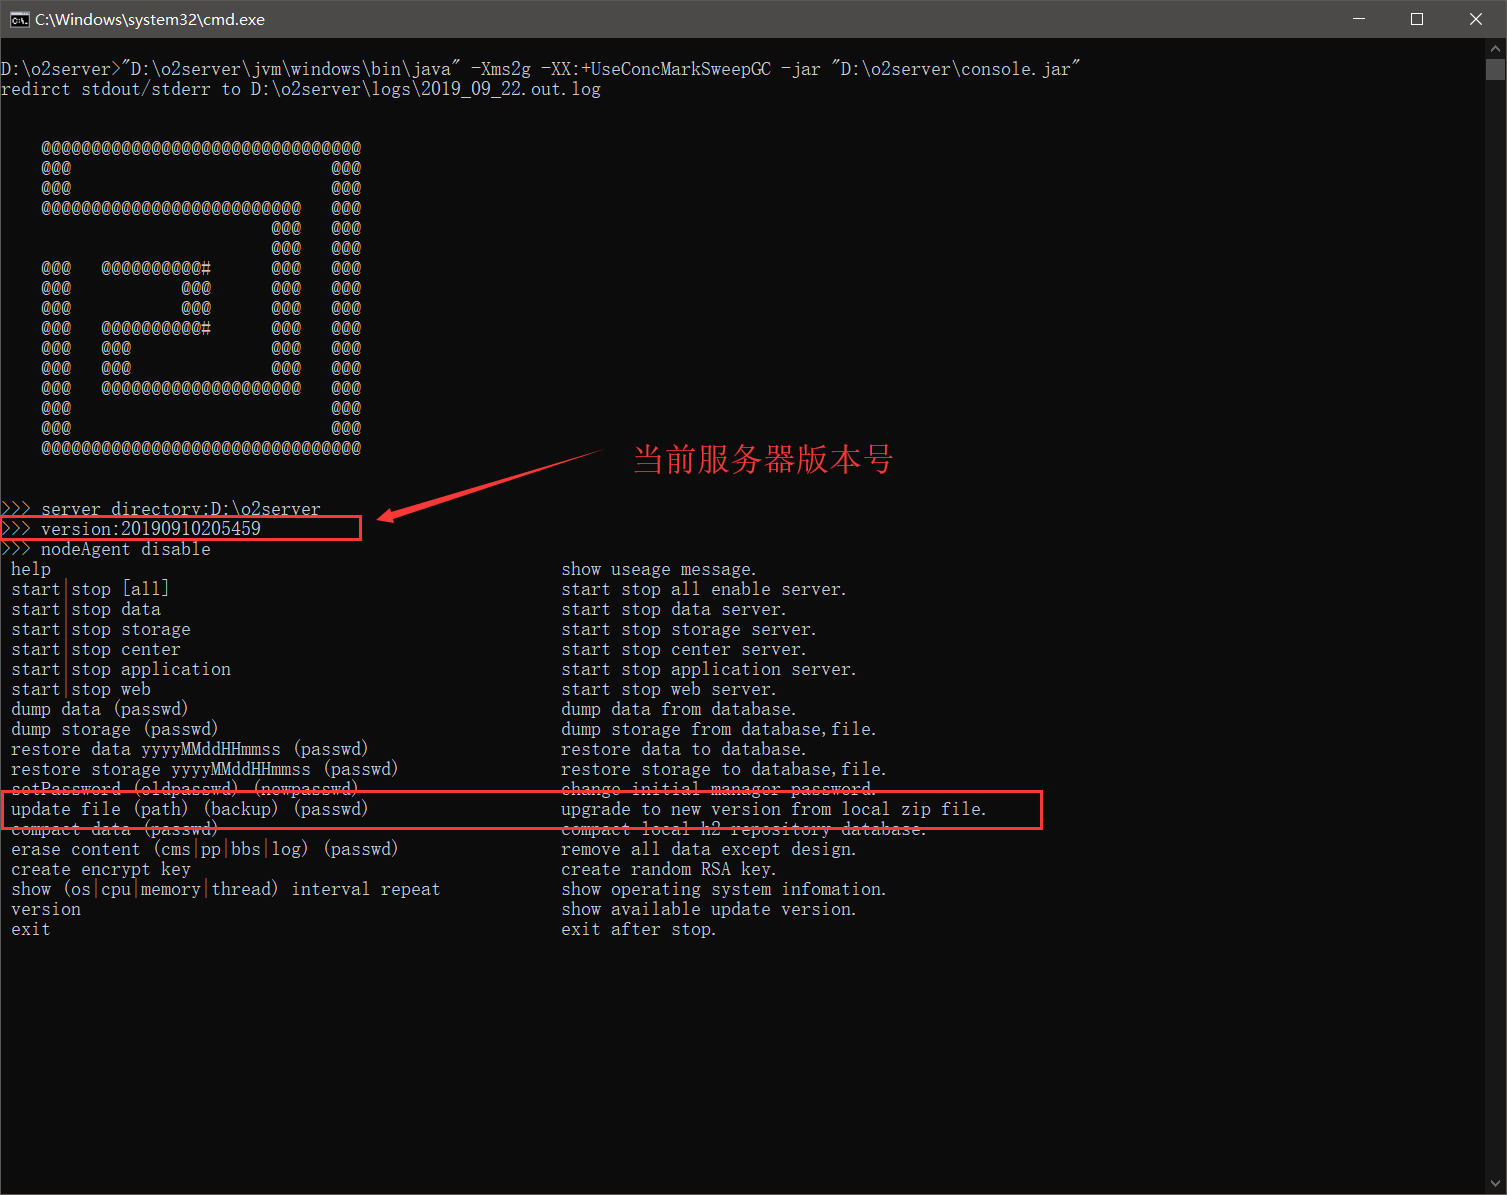 C:\Windows\system32\cmd.exe
D:\o2server>"D:\o2server\jvm\windows\bin\java" -Xms2g -XX:+UseConcMarkSweepGC -jar "D:\o2server\console.jar"
redirct stdout/stderr to D:\o2server\logs\2019_09_22.out.log
@@@@@@@@@@@@@@@@@@@@@@@@@@@@@@@@
@@@                          @@@
@@@                          @@@
@@@@@@@@@@@@@@@@@@@@@@@@@@   @@@
                       @@@   @@@
                       @@@   @@@
@@@   @@@@@@@@@@#      @@@   @@@
@@@           @@@      @@@   @@@
@@@           @@@      @@@   @@@
@@@   @@@@@@@@@@#      @@@   @@@
@@@   @@@              @@@   @@@
@@@   @@@              @@@   @@@
@@@   @@@@@@@@@@@@@@@@@@@@   @@@
@@@                          @@@
@@@                          @@@
@@@@@@@@@@@@@@@@@@@@@@@@@@@@@@@@
当前服务器版本号
>>> server directory:D:\o2server
>>> version:20190910205459
>>> nodeAgent disable
help show useage message.
start|stop [all] start stop all enable server.
start|stop data start stop data server.
start|stop storage start stop storage server.
start|stop center start stop center server.
start|stop application start stop application server.
start|stop web start stop web server.
dump data (passwd) dump data from database.
dump storage (passwd) dump storage from database,file.
restore data yyyyMMddHHmmss (passwd) restore data to database.
restore storage yyyyMMddHHmmss (passwd) restore storage to database,file.
setPassword (oldpasswd) (newpasswd) change initial manager password.
update file (path) (backup) (passwd) upgrade to new version from local zip file.
compact data (passwd) compact local h2 repository database.
erase content (cms|pp|bbs|log) (passwd) remove all data except design.
create encrypt key create random RSA key.
show (os|cpu|memory|thread) interval repeat show operating system infomation.
version show available update version.
exit exit after stop.